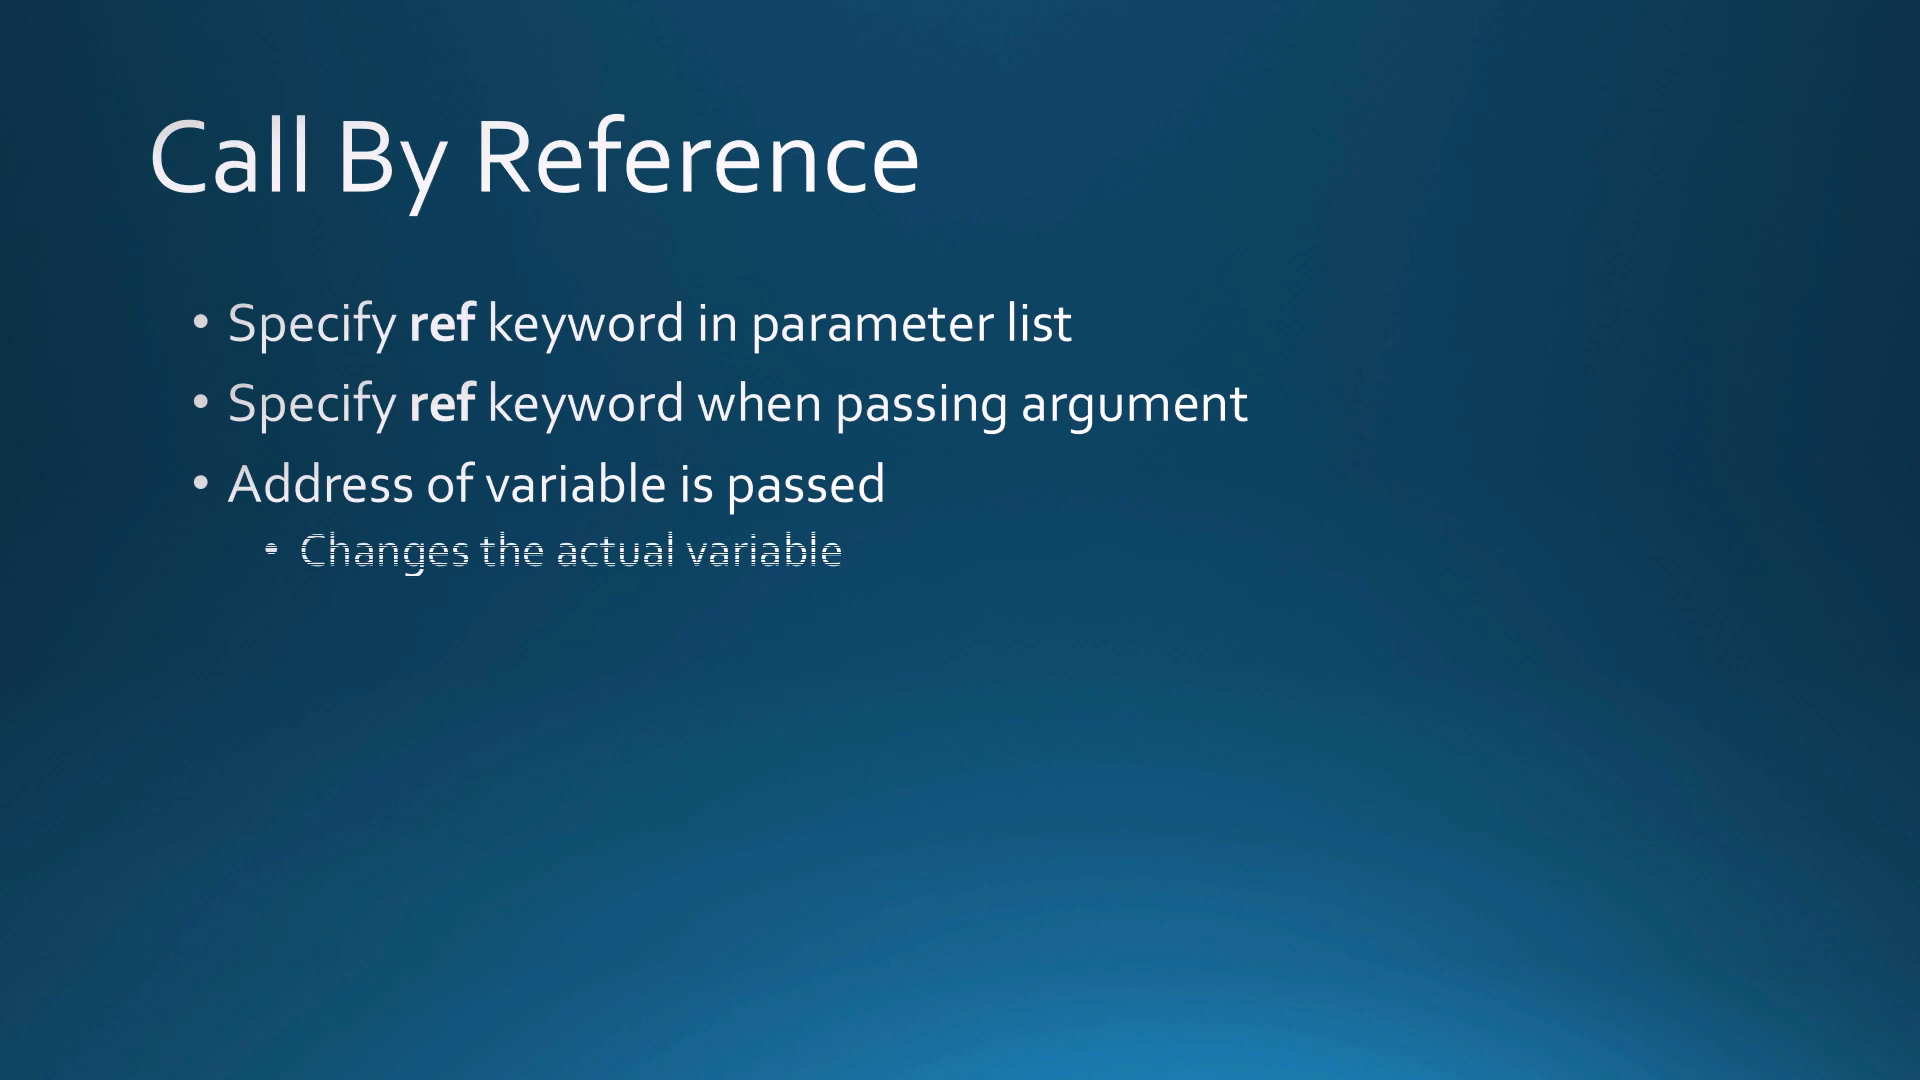 Call By Reference
• Specify ref keyword in parameter list
• Specify ref keyword when passing argument
• Address of variable is passed
• Changes the actual variable